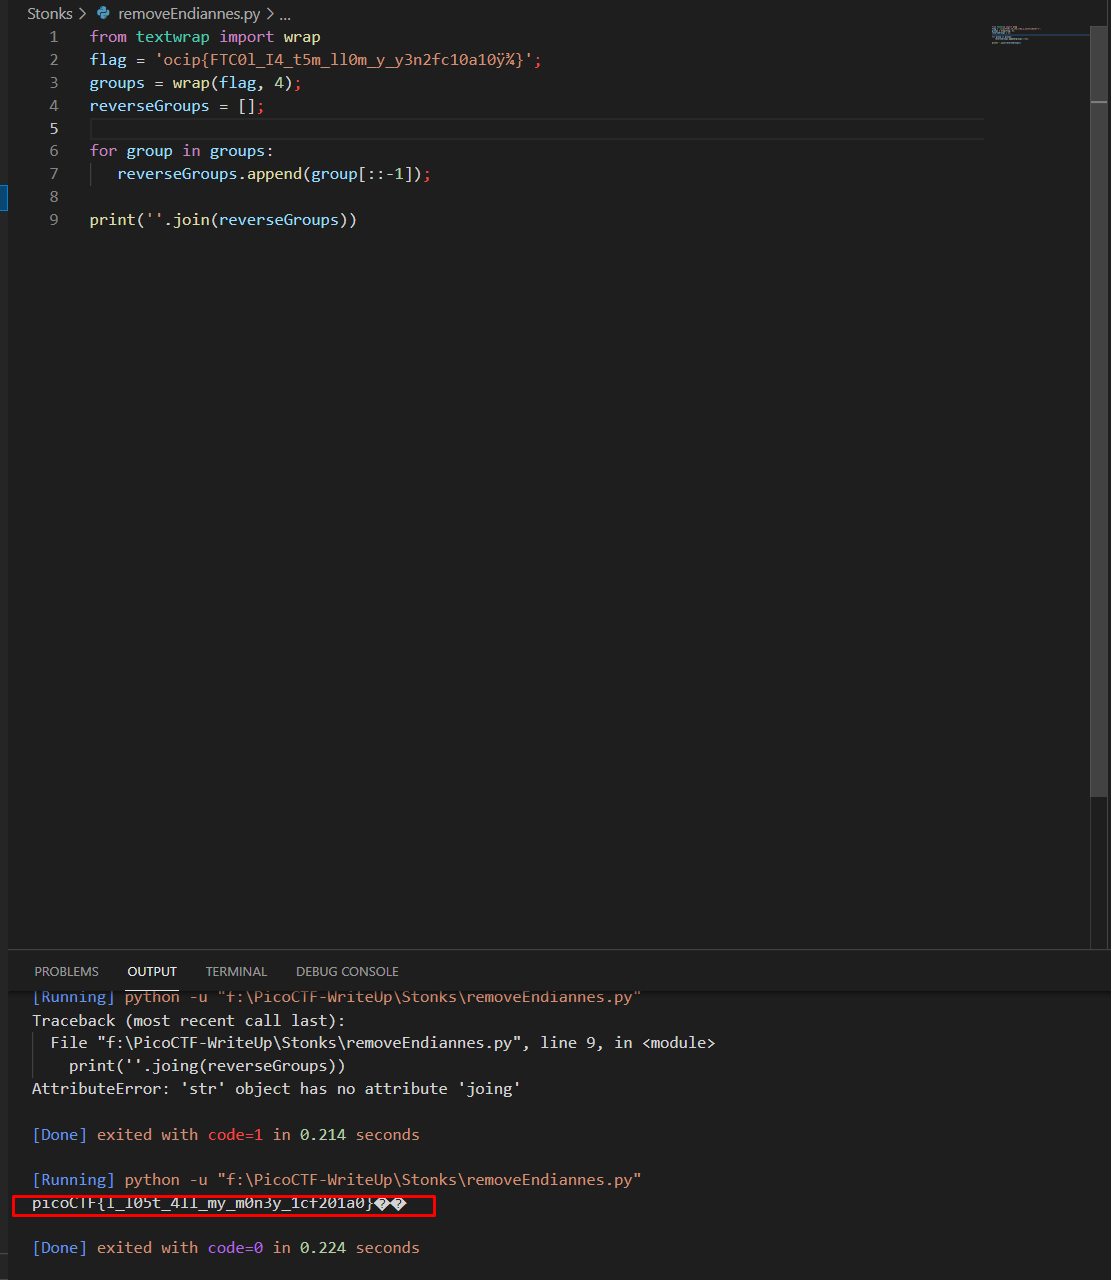 Stonks > removeEndiannes.py > ...
1 from textwrap import wrap
2 flag = 'ocip{FTC0l_I4_t5m_ll0m_y_y3n2fc10a10ÿ¾}';
3 groups = wrap(flag, 4);
4 reverseGroups = [];
5
6 for group in groups:
7 reverseGroups.append(group[::-1]);
8
9 print(''.join(reverseGroups))
PROBLEMS OUTPUT TERMINAL DEBUG CONSOLE
[Running] python -u "f:\PicoCTF-WriteUp\Stonks\removeEndiannes.py"
Traceback (most recent call last):
File "f:\PicoCTF-WriteUp\Stonks\removeEndiannes.py", line 9, in <module>
print(''.joing(reverseGroups))
AttributeError: 'str' object has no attribute 'joing'
[Done] exited with code=1 in 0.214 seconds
[Running] python -u "f:\PicoCTF-WriteUp\Stonks\removeEndiannes.py"
picoCTF{I_l05t_4ll_my_m0n3y_1cf201a0}��
[Done] exited with code=0 in 0.224 seconds